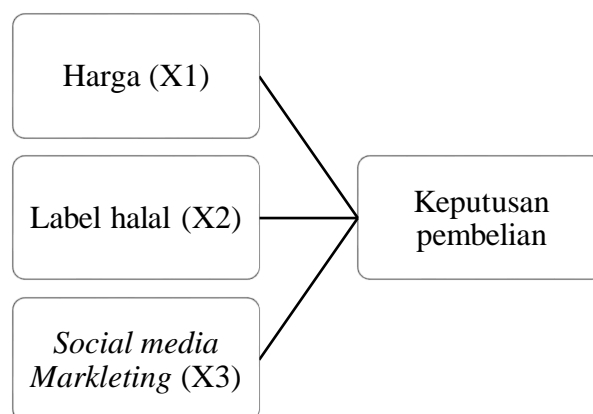 Harga (X1)
Label halal (X2)
Social media
Markleting (X3)
Keputusan
pembelian